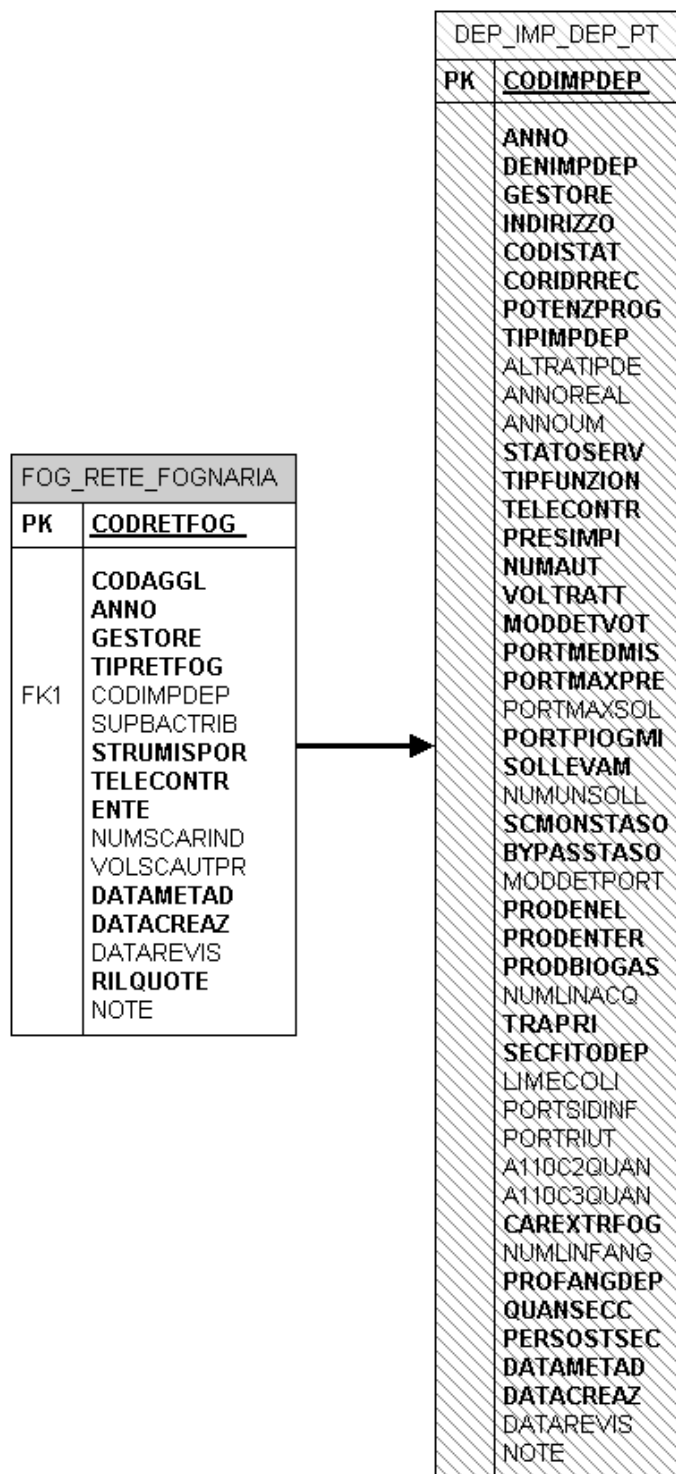 DEP_IMP_DEP_PT
PK CODIMPDEP
ANNO
DENIMPDEP
GESTORE
INDIRIZZO
CODISTAT
CORIDRREC
POTENZPROG
TIPIMPDEP
ALTRATIPDE
ANNOREAL
ANNOUM
STATOSERV
TIPFUNZION
TELECONTR
PRESIMPI
NUMAUT
VOLTRATT
MODDETVOT
PORTMEDMIS
PORTMAXPRE
PORTMAXSOL
PORTPIOGMI
SOLLEVAM
NUMUNSOLL
SCMONSTASO
BYPASSTASO
MODDETPORT
PRODENEL
PRODENTER
PRODBIOGAS
NUMLINACQ
TRAPRI
SECFITODEP
LIMECOLI
PORTSIDINF
PORTRIUT
A110C2QUAN
A110C3QUAN
CAREXTRFOG
NUMLINFANG
PROFANGDEP
QUANSECC
PERSOSTSEC
DATAMETAD
DATACREAZ
DATAREVIS
NOTE
FOG_RETE_FOGNARIA
PK CODRETFOG
CODAGGL
ANNO
GESTORE
TIPRETFOG
FK1 CODIMPDEP
SUPBACTRIB
STRUMISPOR
TELECONTR
ENTE
NUMSCARIND
VOLSCAUTPR
DATAMETAD
DATACREAZ
DATAREVIS
RILQUOTE
NOTE